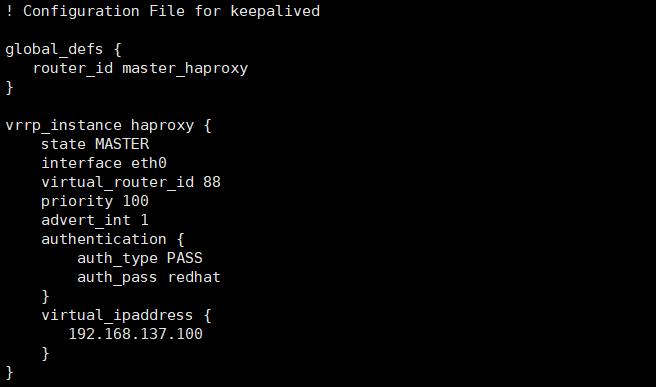 ! Configuration File for keepalived

global_defs {
   router_id master_haproxy
}

vrrp_instance haproxy {
    state MASTER
    interface eth0
    virtual_router_id 88
    priority 100
    advert_int 1
    authentication {
        auth_type PASS
        auth_pass redhat
    }
    virtual_ipaddress {
       192.168.137.100
    }
}